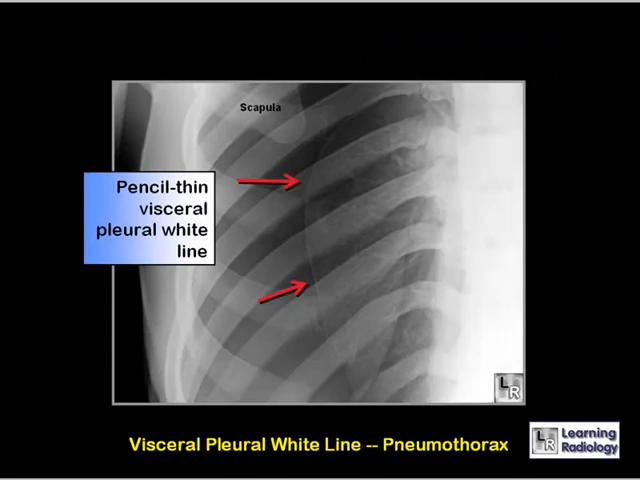 Scapula
Pencil-thin
visceral
pleural white
line
LR
Visceral Pleural White Line -- Pneumothorax
LR
Learning
Radiology